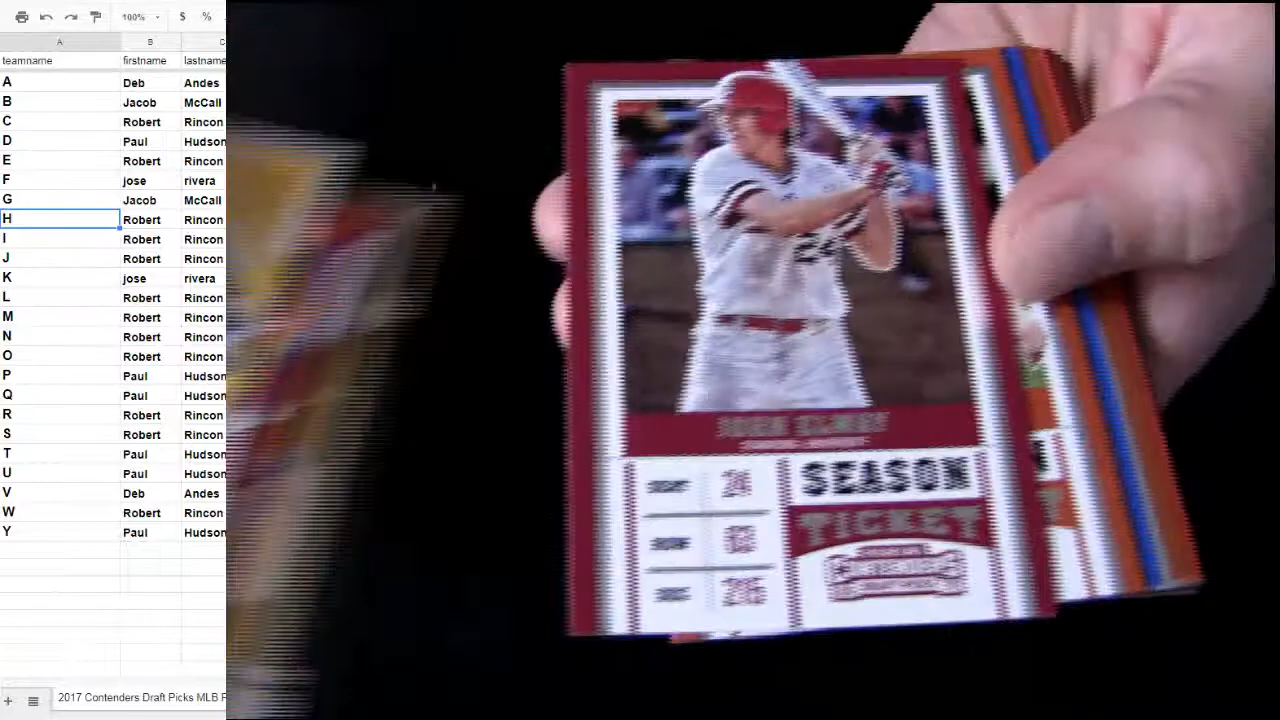 100%
$ %
A B C
teamname firstname lastname
A Deb Andes
B Jacob McCall
C Robert Rincon
D Paul Hudson
E Robert Rincon
F jose rivera
G Jacob McCall
H Robert Rincon
I Robert Rincon
J Robert Rincon
K jose rivera
L Robert Rincon
M Robert Rincon
N Robert Rincon
O Robert Rincon
P Paul Hudson
Q Paul Hudson
R Robert Rincon
S Robert Rincon
T Paul Hudson
U Paul Hudson
V Deb Andes
W Robert Rincon
Y Paul Hudson
2017 Contenders Draft Picks MLB
24
SEASON
TICKET
CONTENDERS